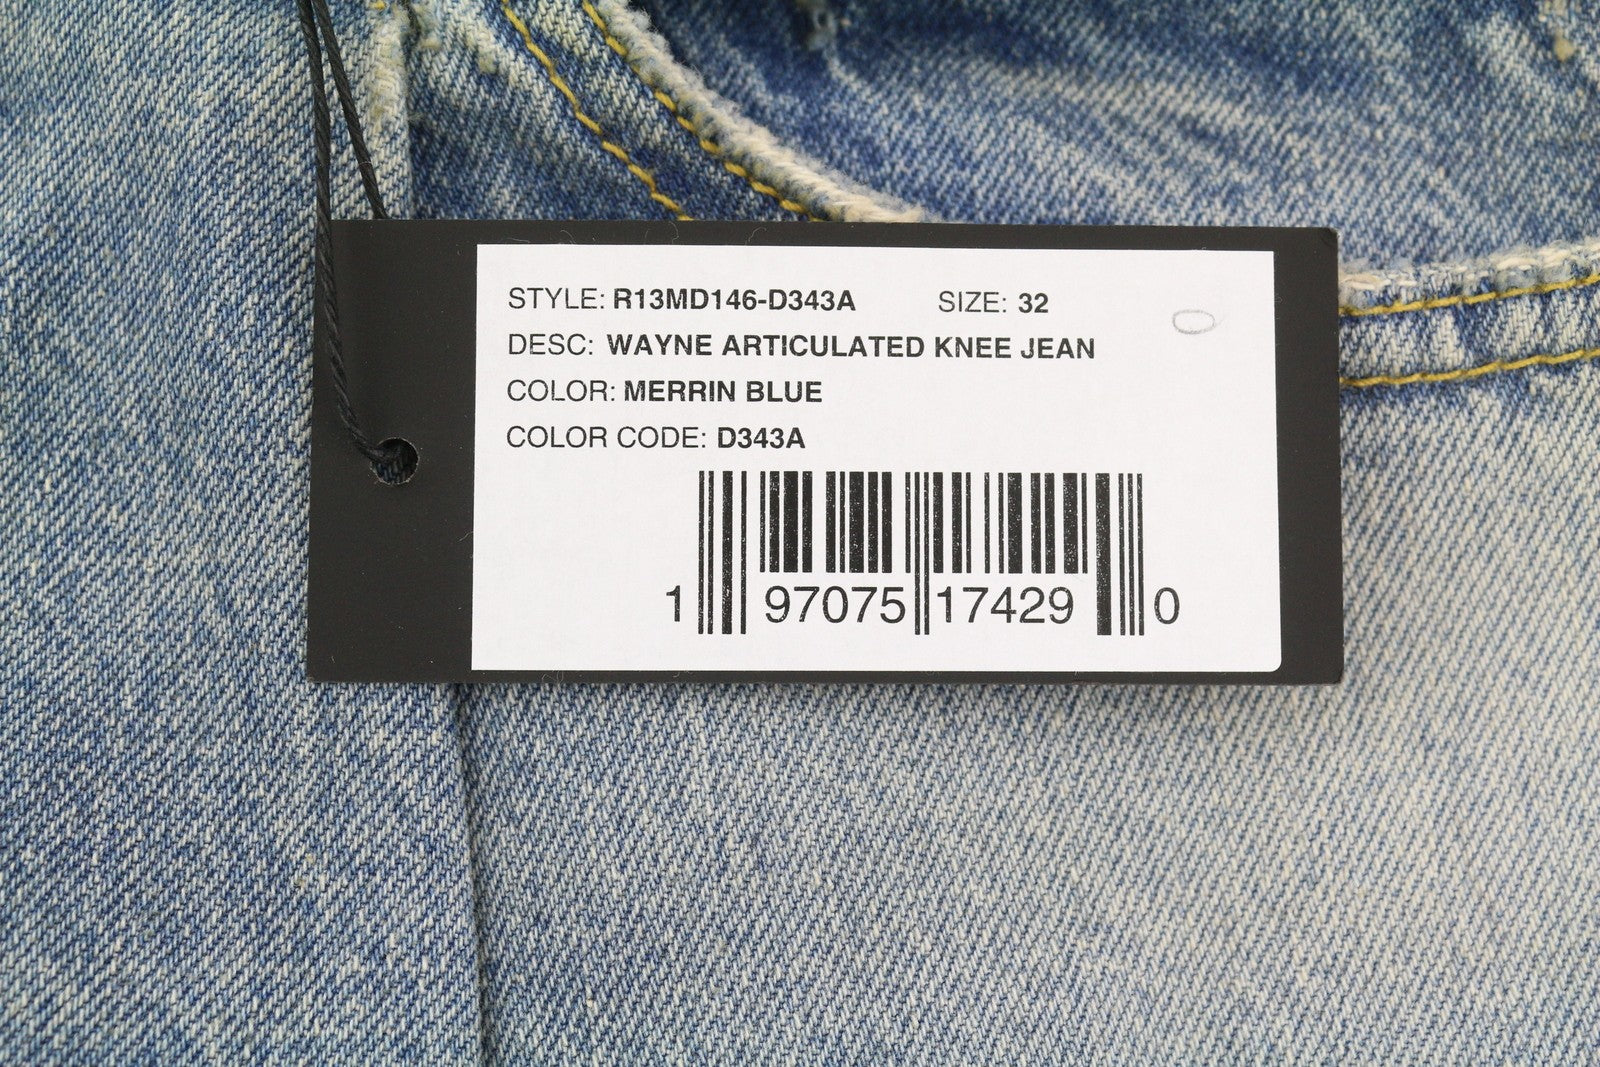 STYLE: R13MD146-D343A SIZE: 32
DESC: WAYNE ARTICULATED KNEE JEAN
COLOR: MERRIN BLUE
COLOR CODE: D343A
1 97075 17429 0